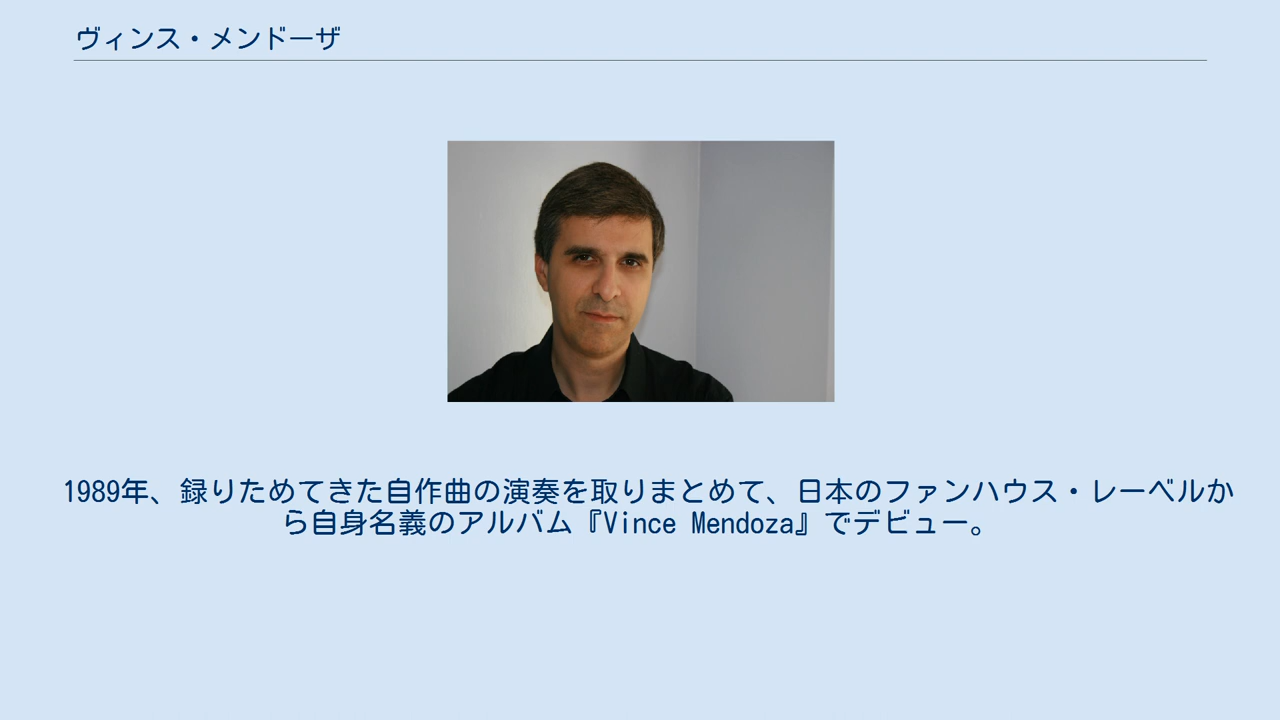 ヴィンス・メンドーザ
1989年、録りためてきた自作曲の演奏を取りまとめて、日本のファンハウス・レーベルか
ら自身名義のアルバム『Vince Mendoza』でデビュー。